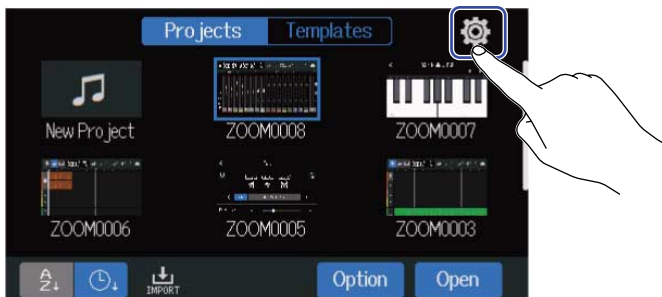 Projects Templates
New Project ZOOM0008 ZOOM0007
ZOOM0006 ZOOM0005 ZOOM0003
A Z↓ IMPORT Option Open